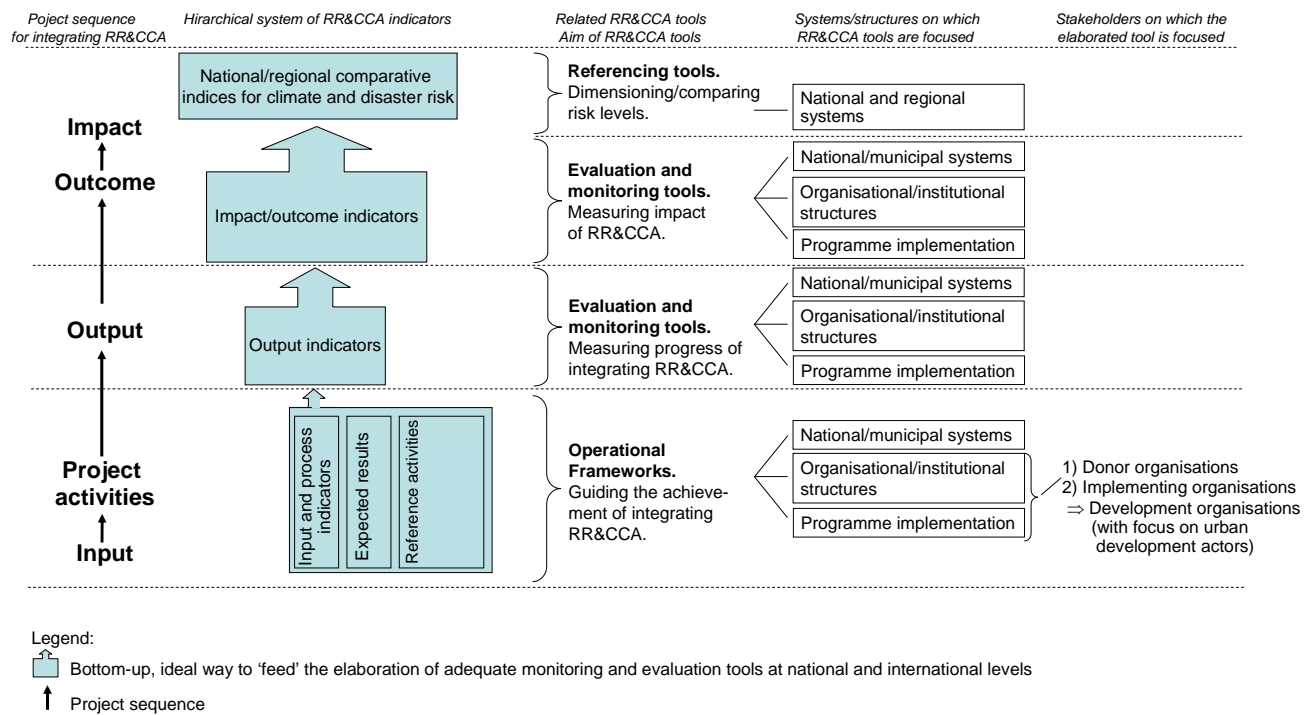 Poject sequence
for integrating RR&CCA
Hirarchical system of RR&CCA indicators
Related RR&CCA tools
Aim of RR&CCA tools
Systems/structures on which
RR&CCA tools are focused
Stakeholders on which the
elaborated tool is focused
Impact
Outcome
National/regional comparative
indices for climate and disaster risk
Referencing tools.
Dimensioning/comparing
risk levels.
National and regional
systems
Impact/outcome indicators
Evaluation and
monitoring tools.
Measuring impact
of RR&CCA.
National/municipal systems
Organisational/institutional
structures
Programme implementation
Output
Output indicators
Evaluation and
monitoring tools.
Measuring progress of
integrating RR&CCA.
National/municipal systems
Organisational/institutional
structures
Programme implementation
Project
activities
Input
Input and process
indicators
Expected results
Reference activities
Operational
Frameworks.
Guiding the achieve-
ment of integrating
RR&CCA.
National/municipal systems
Organisational/institutional
structures
Programme implementation
1) Donor organisations
2) Implementing organisations
⇒ Development organisations
(with focus on urban
development actors)
Legend:
Bottom-up, ideal way to ‘feed’ the elaboration of adequate monitoring and evaluation tools at national and international levels
Project sequence